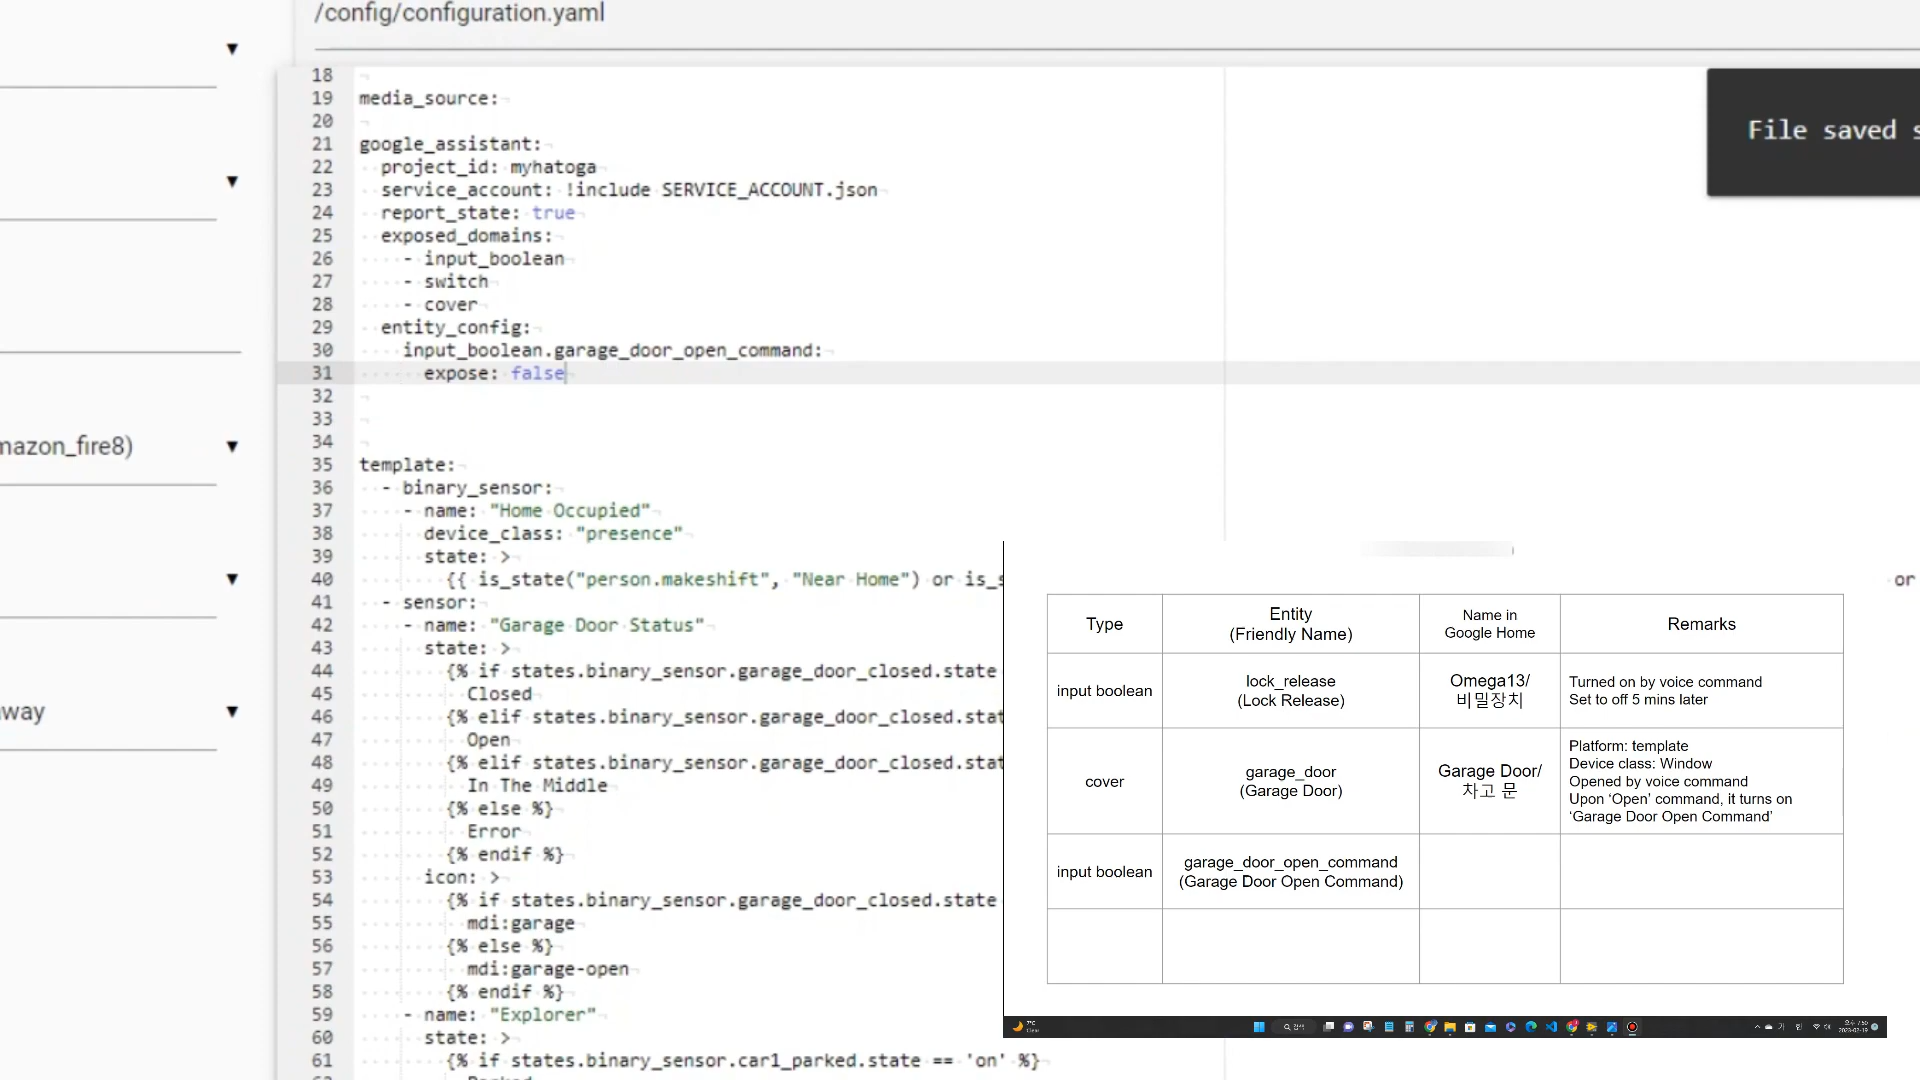 /config/configuration.yaml
18
19 media_source:
20
21 google_assistant:
22 project_id: myhatoga
23 service_account: !include SERVICE_ACCOUNT.json
24 report_state: true
25 exposed_domains:
26 - input_boolean
27 - switch
28 - cover
29 entity_config:
30 input_boolean.garage_door_open_command:
31 expose: false
32
33
34
35 template:
36 - binary_sensor:
37 - name: "Home Occupied"
38 device_class: "presence"
39 state: >
40 {{ is_state("person.makeshift", "Near Home") or is_s
or
41 - sensor:
42 - name: "Garage Door Status"
43 state: >
44 {% if states.binary_sensor.garage_door_closed.state
45 Closed
46 {% elif states.binary_sensor.garage_door_closed.stat
47 Open
48 {% elif states.binary_sensor.garage_door_closed.stat
49 In The Middle
50 {% else %}
51 Error
52 {% endif %}
53 icon: >
54 {% if states.binary_sensor.garage_door_closed.state
55 mdi:garage
56 {% else %}
57 mdi:garage-open
58 {% endif %}
59 - name: "Explorer"
60 state: >
61 {% if states.binary_sensor.car1_parked.state == 'on' %}
File saved s
mazon_fire8)
way
Type
Entity
(Friendly Name)
Name in
Google Home
Remarks
input boolean
lock_release
(Lock Release)
Omega13/
비밀장치
Turned on by voice command
Set to off 5 mins later
cover
garage_door
(Garage Door)
Garage Door/
차고 문
Platform: template
Device class: Window
Opened by voice command
Upon ‘Open’ command, it turns on
‘Garage Door Open Command’
input boolean
garage_door_open_command
(Garage Door Open Command)